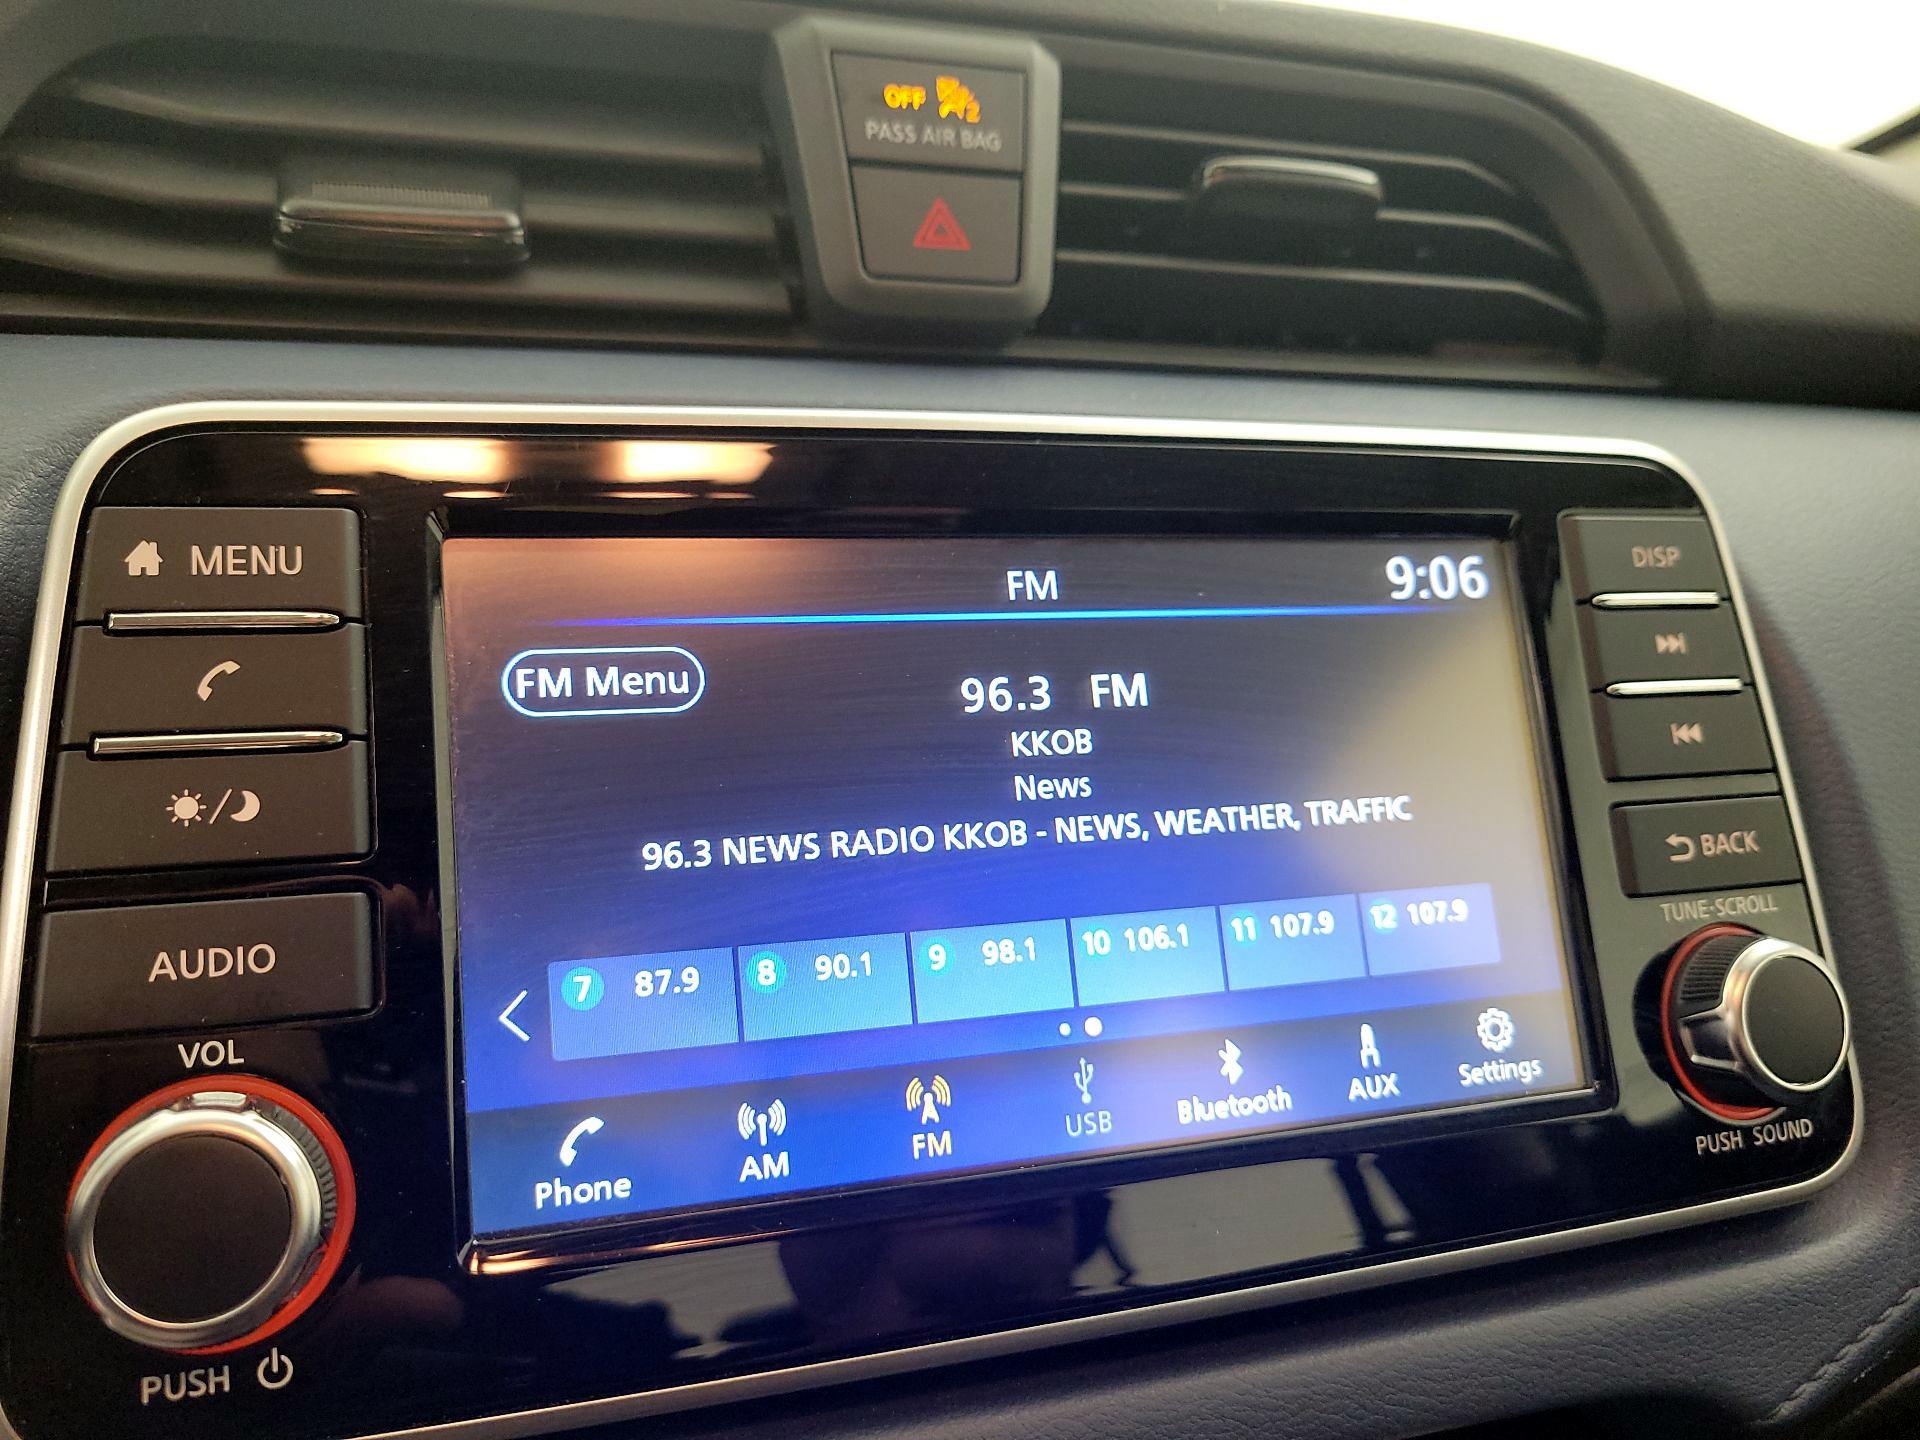 OFF 2
PASS AIR BAG
MENU
AUDIO
VOL
PUSH
FM
9:06
FM Menu
96.3 FM
KKOB
News
96.3 NEWS RADIO KKOB - NEWS, WEATHER, TRAFFIC
7 87.9
8 90.1
9 98.1
10 106.1
11 107.9
12 107.9
Phone
AM
FM
USB
Bluetooth
AUX
Settings
DISP
BACK
TUNE·SCROLL
PUSH SOUND